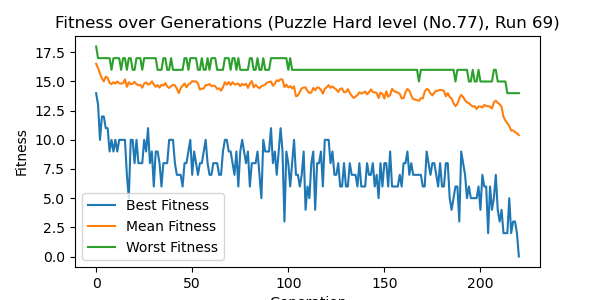 Fitness over Generations (Puzzle Hard level (No.77), Run 69)
Fitness
17.5
15.0
12.5
10.0
7.5
5.0
2.5
0.0
Best Fitness
Mean Fitness
Worst Fitness
0
50
100
150
200
Generation